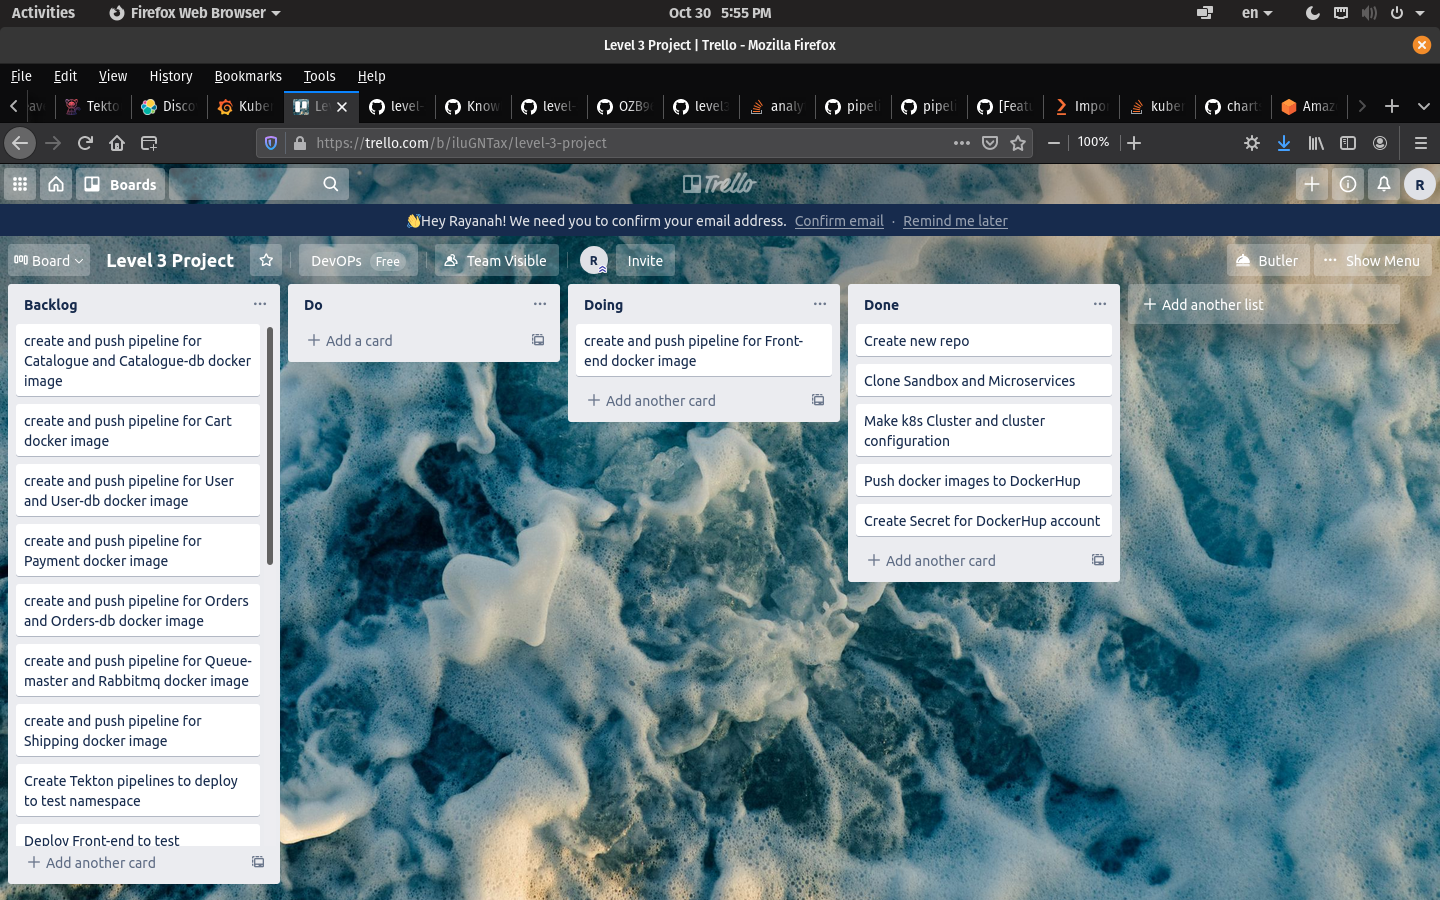 Activities
Firefox Web Browser
Oct 30 5:55 PM
en
Level 3 Project | Trello - Mozilla Firefox
File Edit View History Bookmarks Tools Help
Tekto Disco Kuber Le level- Know level- OZB9 level3 analy pipeli pipeli [Featu Impor kuber chart Amaz
https://trello.com/b/iluGNTax/level-3-project
100%
Boards
Trello
R
👋Hey Rayanah! We need you to confirm your email address. Confirm email · Remind me later
Board
Level 3 Project
DevOPs Free
Team Visible
R
Invite
Butler
... Show Menu
Backlog
create and push pipeline for
Catalogue and Catalogue-db docker
image
create and push pipeline for Cart
docker image
create and push pipeline for User
and User-db docker image
create and push pipeline for
Payment docker image
create and push pipeline for Orders
and Orders-db docker image
create and push pipeline for Queue-
master and Rabbitmq docker image
create and push pipeline for
Shipping docker image
Create Tekton pipelines to deploy
to test namespace
Deploy Front-end to test
+ Add another card
Do
+ Add a card
Doing
create and push pipeline for Front-
end docker image
+ Add another card
Done
Create new repo
Clone Sandbox and Microservices
Make k8s Cluster and cluster
configuration
Push docker images to DockerHup
Create Secret for DockerHup account
+ Add another card
+ Add another list